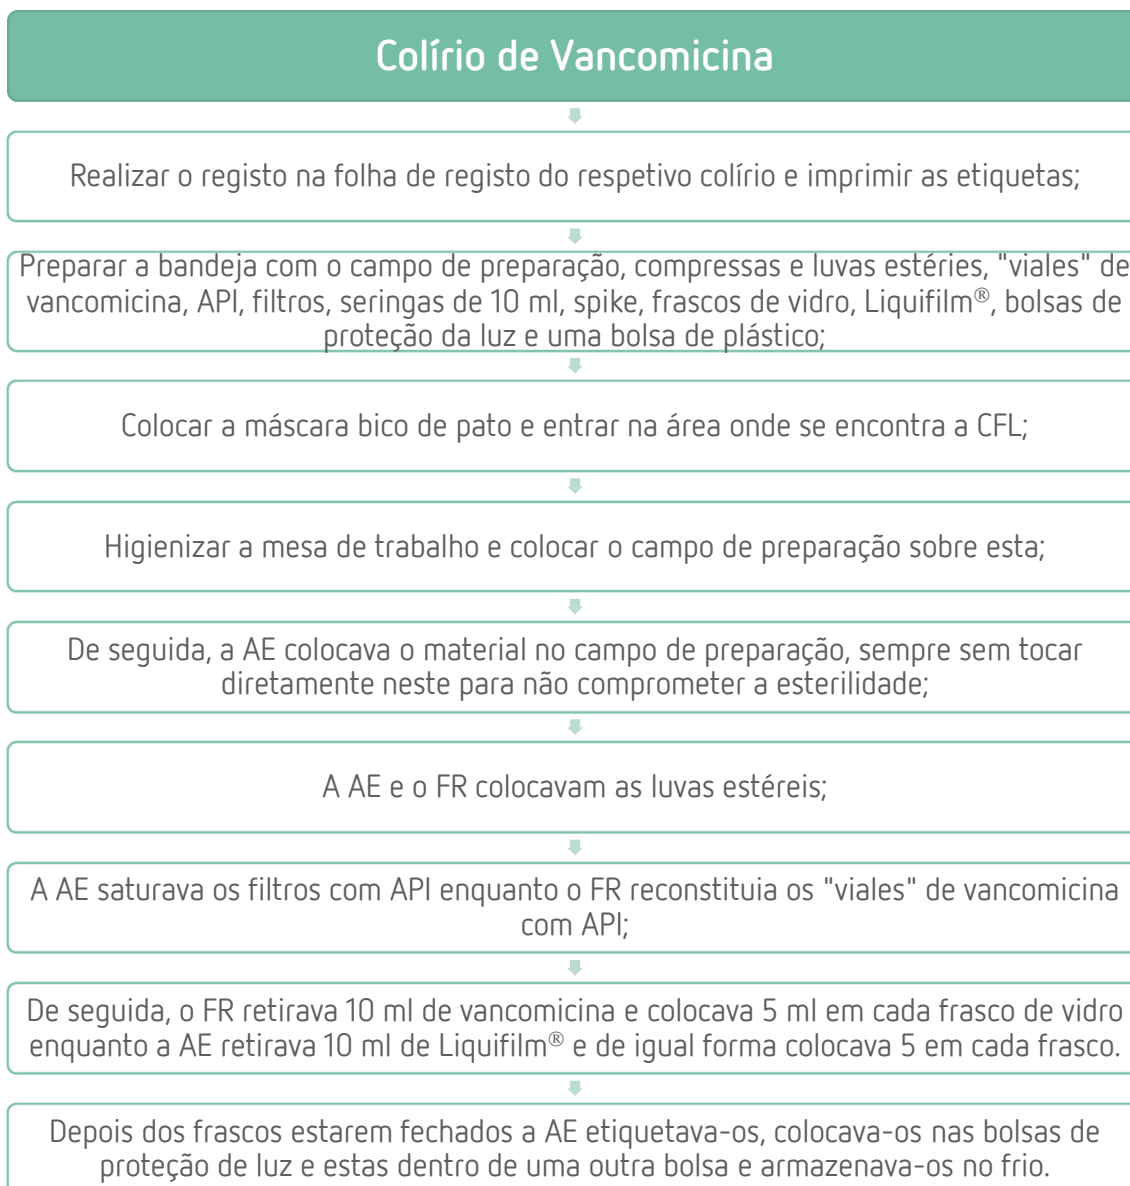 Colírio de Vancomicina
Realizar o registo na folha de registo do respetivo colírio e imprimir as etiquetas;
Preparar a bandeja com o campo de preparação, compressas e luvas estéries, "viales" de
vancomicina, API, filtros, seringas de 10 ml, spike, frascos de vidro, Liquifilm®, bolsas de
proteção da luz e uma bolsa de plástico;
Colocar a máscara bico de pato e entrar na área onde se encontra a CFL;
Higienizar a mesa de trabalho e colocar o campo de preparação sobre esta;
De seguida, a AE colocava o material no campo de preparação, sempre sem tocar
diretamente neste para não comprometer a esterilidade;
A AE e o FR colocavam as luvas estéreis;
A AE saturava os filtros com API enquanto o FR reconstituia os "viales" de vancomicina
com API;
De seguida, o FR retirava 10 ml de vancomicina e colocava 5 ml em cada frasco de vidro
enquanto a AE retirava 10 ml de Liquifilm® e de igual forma colocava 5 em cada frasco.
Depois dos frascos estarem fechados a AE etiquetava-os, colocava-os nas bolsas de
proteção de luz e estas dentro de uma outra bolsa e armazenava-os no frio.